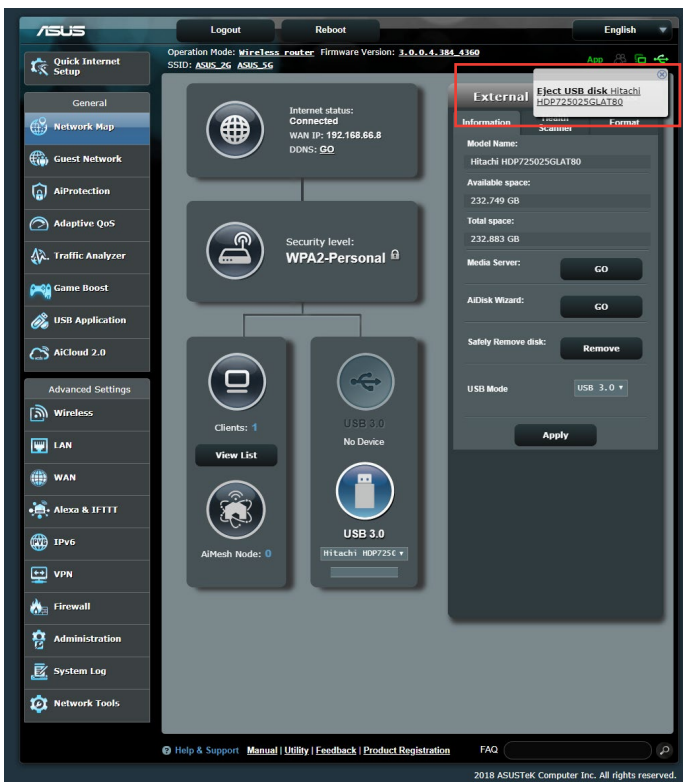 ASUS
Logout
Reboot
English
Quick Internet
Setup
Operation Mode: Wireless router Firmware Version: 3.0.0.4.384_4360
SSID: ASUS_2G ASUS_5G
App
General
Network Map
Guest Network
AiProtection
Adaptive QoS
Traffic Analyzer
Game Boost
USB Application
AiCloud 2.0
Advanced Settings
Wireless
LAN
WAN
Alexa & IFTTT
IPv6
VPN
Firewall
Administration
System Log
Network Tools
Internet status:
Connected
WAN IP: 192.168.66.8
DDNS: GO
Security level:
WPA2-Personal
Clients: 1
View List
AiMesh Node: 0
USB 3.0
No Device
USB 3.0
Hitachi HDP725
External
Eject USB disk Hitachi
HDP725025GLAT80
Information
Health
Scanner
Format
Model Name:
Hitachi HDP725025GLAT80
Available space:
232.749 GB
Total space:
232.883 GB
Media Server:
GO
AiDisk Wizard:
GO
Safely Remove disk:
Remove
USB Mode
USB 3.0
Apply
Help & Support Manual | Utility | Feedback | Product Registration
FAQ
2018 ASUSTeK Computer Inc. All rights reserved.